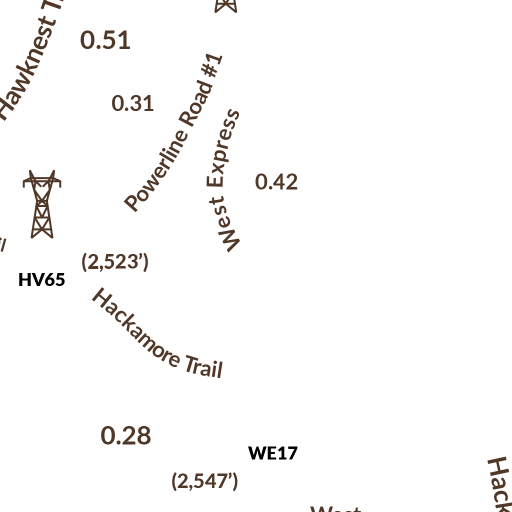 Hawknest
0.51
0.31
Powerline Road #1
West Express
0.42
(2,523’)
HV65
Hackamore Trail
0.28
WE17
(2,547’)